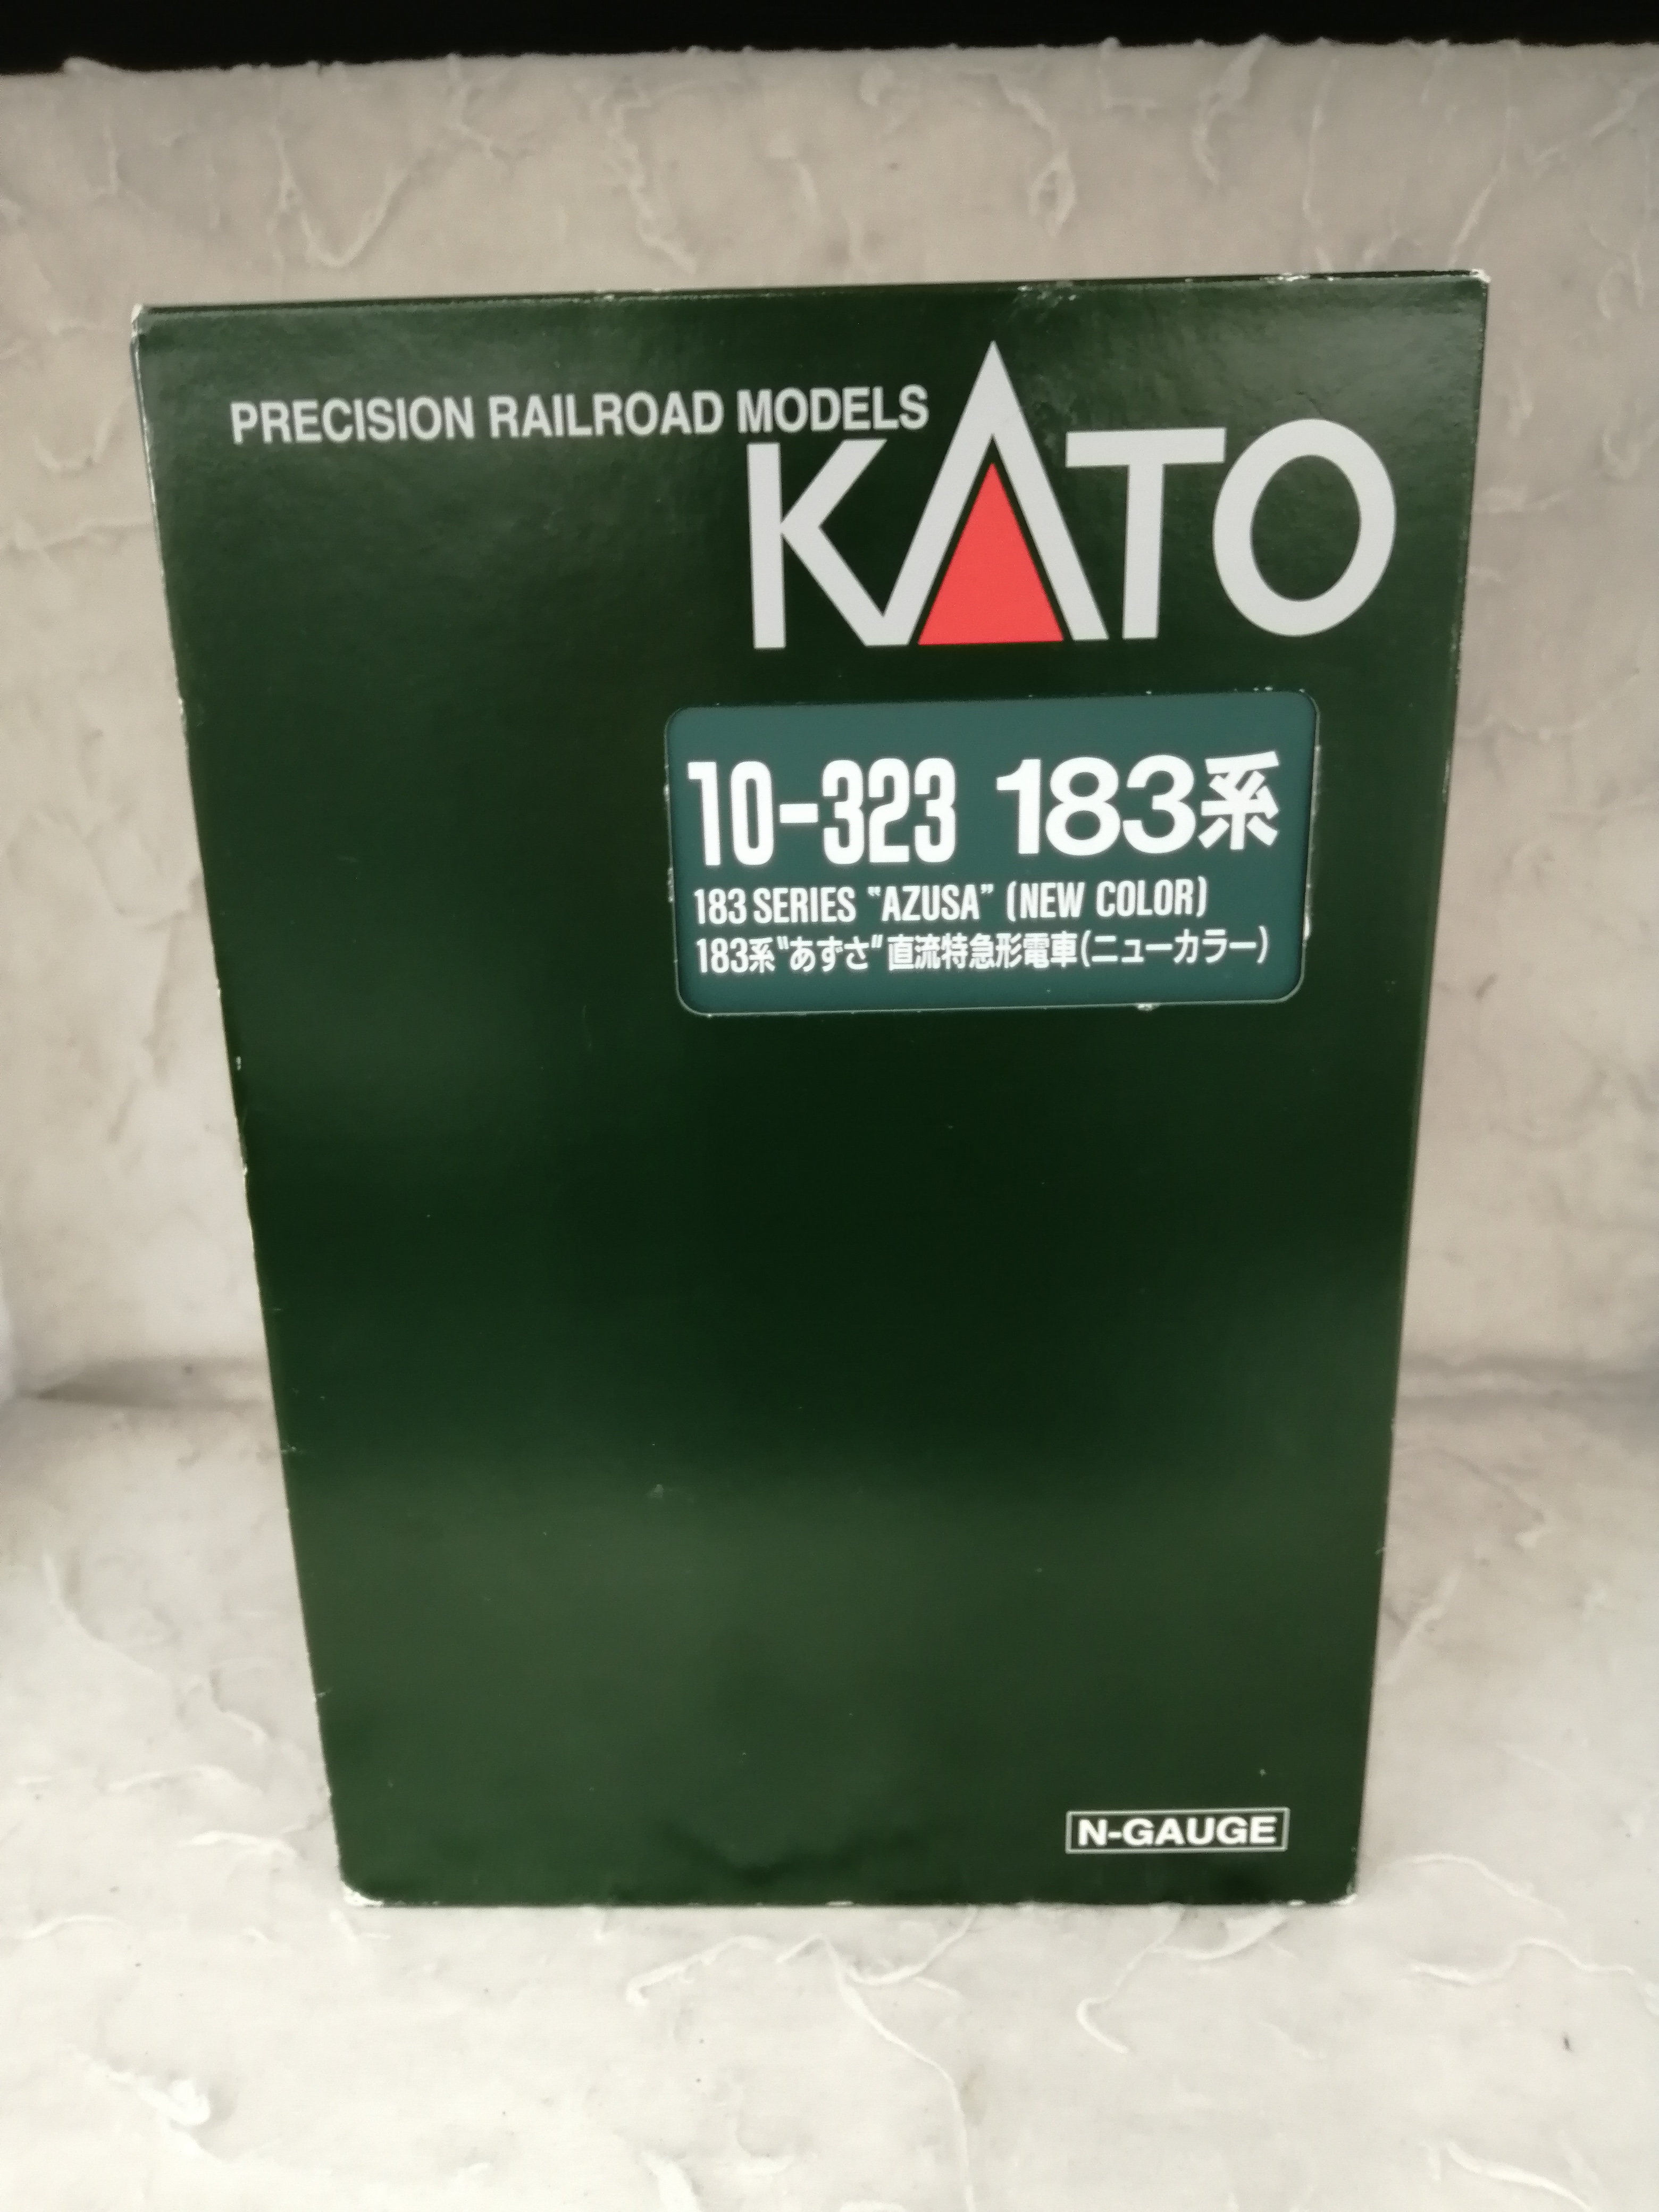 PRECISION RAILROAD MODELS
KATO
10-323 183系
183 SERIES "AZUSA" (NEW COLOR)
183系"あずさ"直流特急形電車(ニューカラー)
N-GAUGE